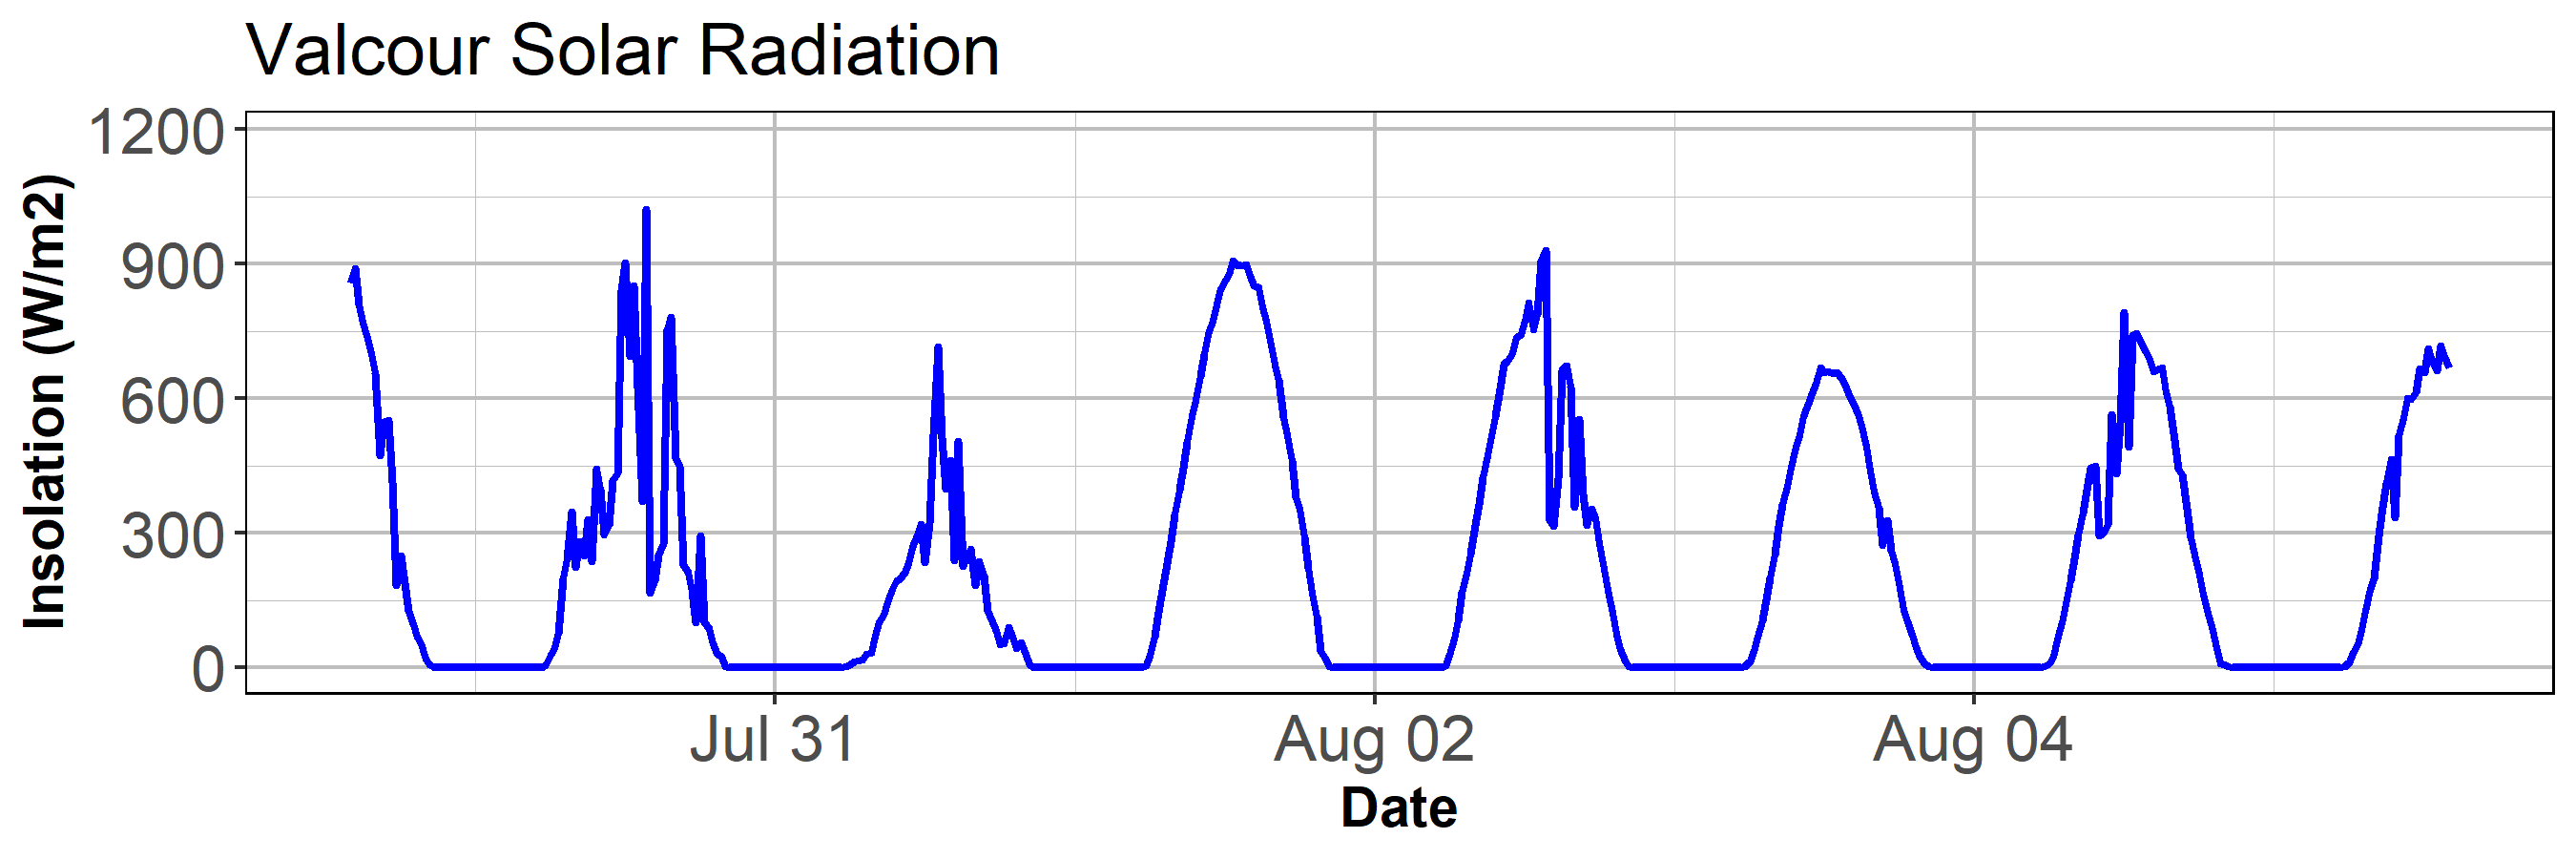 Valcour Solar Radiation
1200
900
600
300
0
Insolation (W/m2)
Jul 31 Aug 02 Aug 04
Date